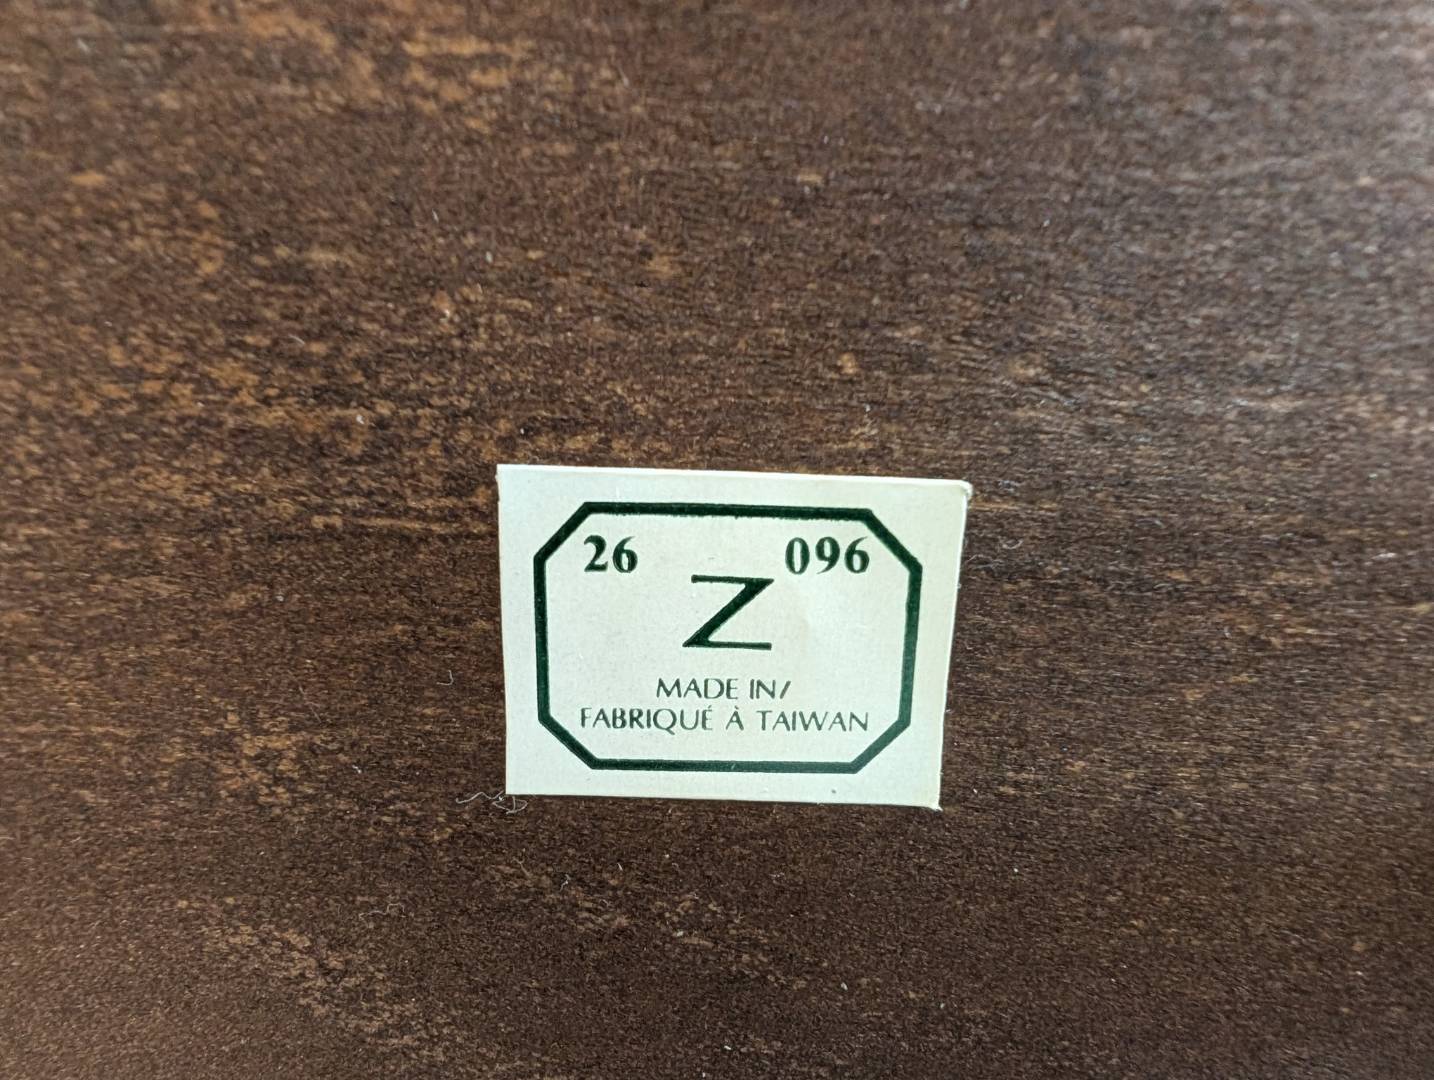 26 096
Z
MADE IN/
FABRIQUÉ À TAIWAN